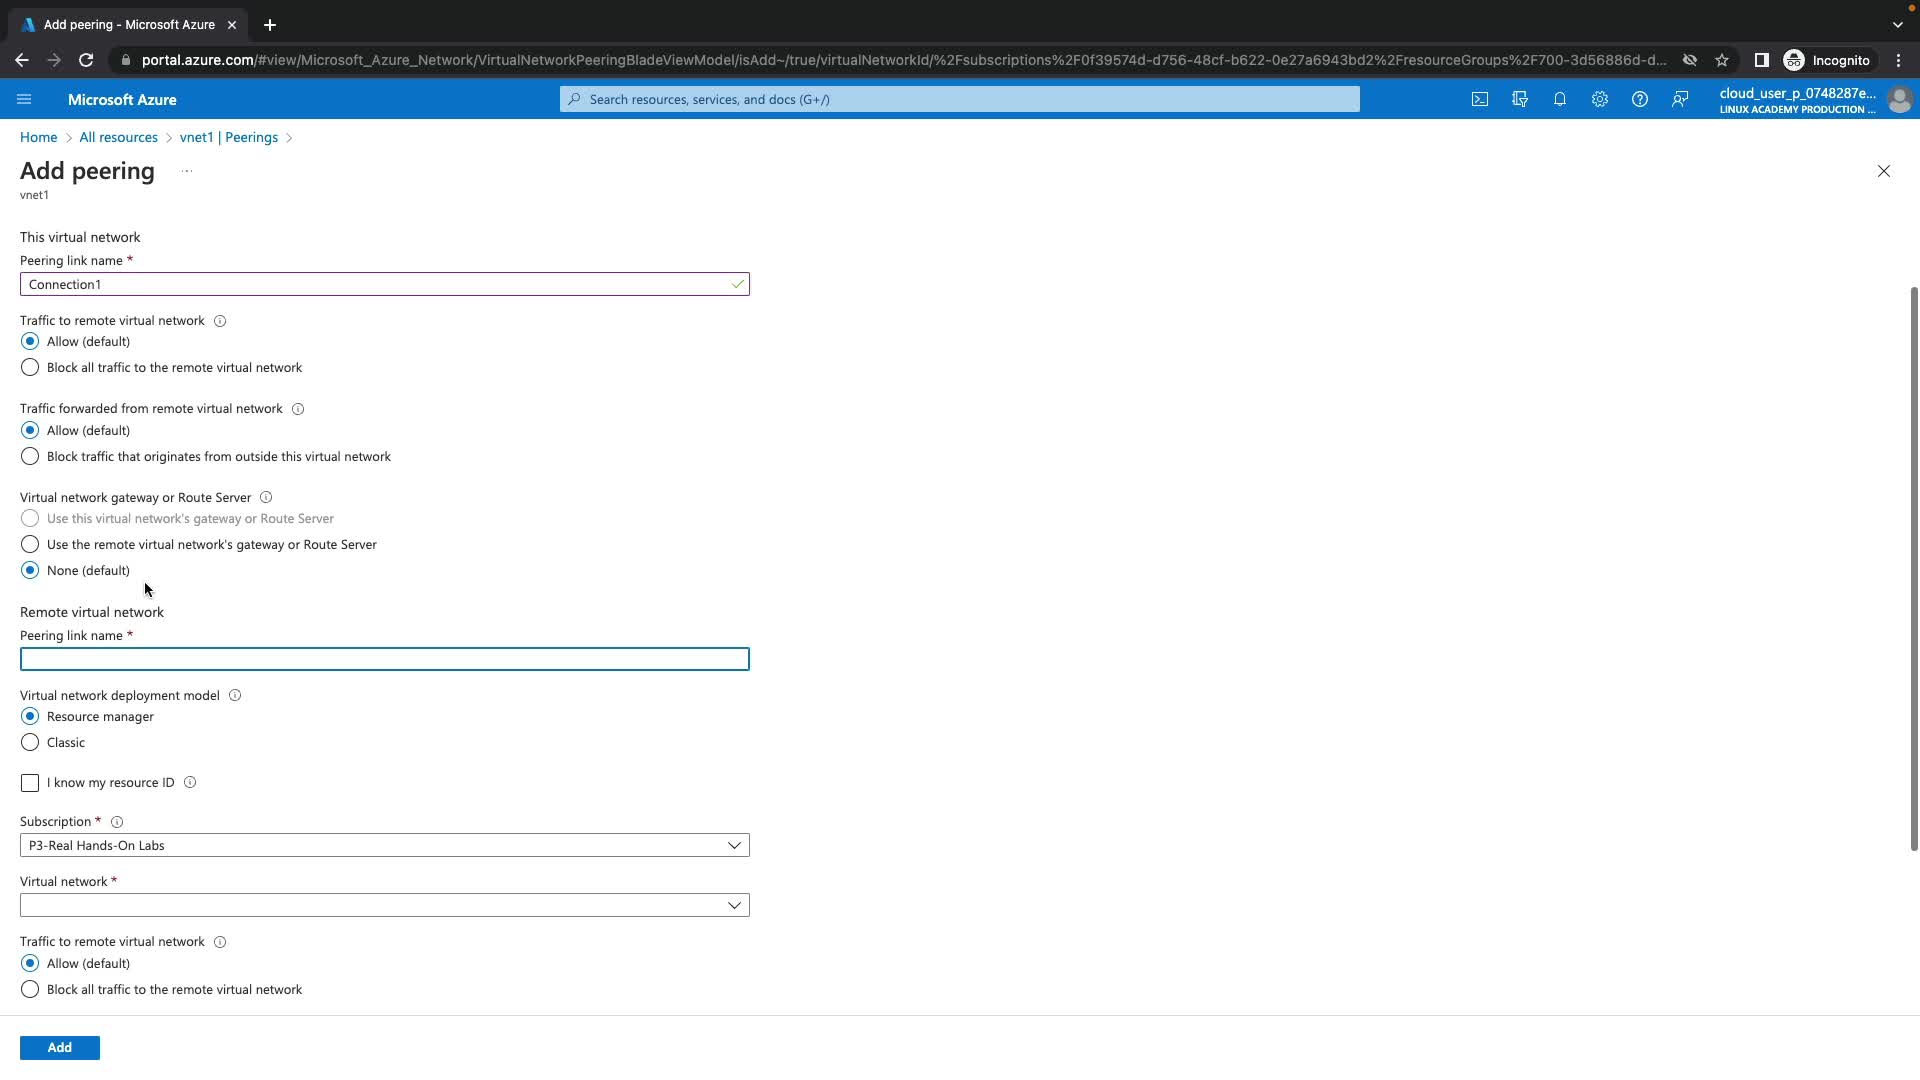 Add peering - Microsoft Azure
portal.azure.com/#view/Microsoft_Azure_Network/VirtualNetworkPeeringBladeViewModel/isAdd~/true/virtualNetworkId/%2Fsubscriptions%2F0f39574d-d756-48cf-b622-0e27a6943bd2%2FresourceGroups%2F700-3d56886d-d...
Incognito
Microsoft Azure
Search resources, services, and docs (G+/)
cloud_user_p_0748287e...
LINUX ACADEMY PRODUCTION ...
Home > All resources > vnet1 | Peerings >
Add peering ...
vnet1
This virtual network
Peering link name *
Connection1
Traffic to remote virtual network
Allow (default)
Block all traffic to the remote virtual network
Traffic forwarded from remote virtual network
Allow (default)
Block traffic that originates from outside this virtual network
Virtual network gateway or Route Server
Use this virtual network's gateway or Route Server
Use the remote virtual network's gateway or Route Server
None (default)
Remote virtual network
Peering link name *
Virtual network deployment model
Resource manager
Classic
I know my resource ID
Subscription *
P3-Real Hands-On Labs
Virtual network *
Traffic to remote virtual network
Allow (default)
Block all traffic to the remote virtual network
Add